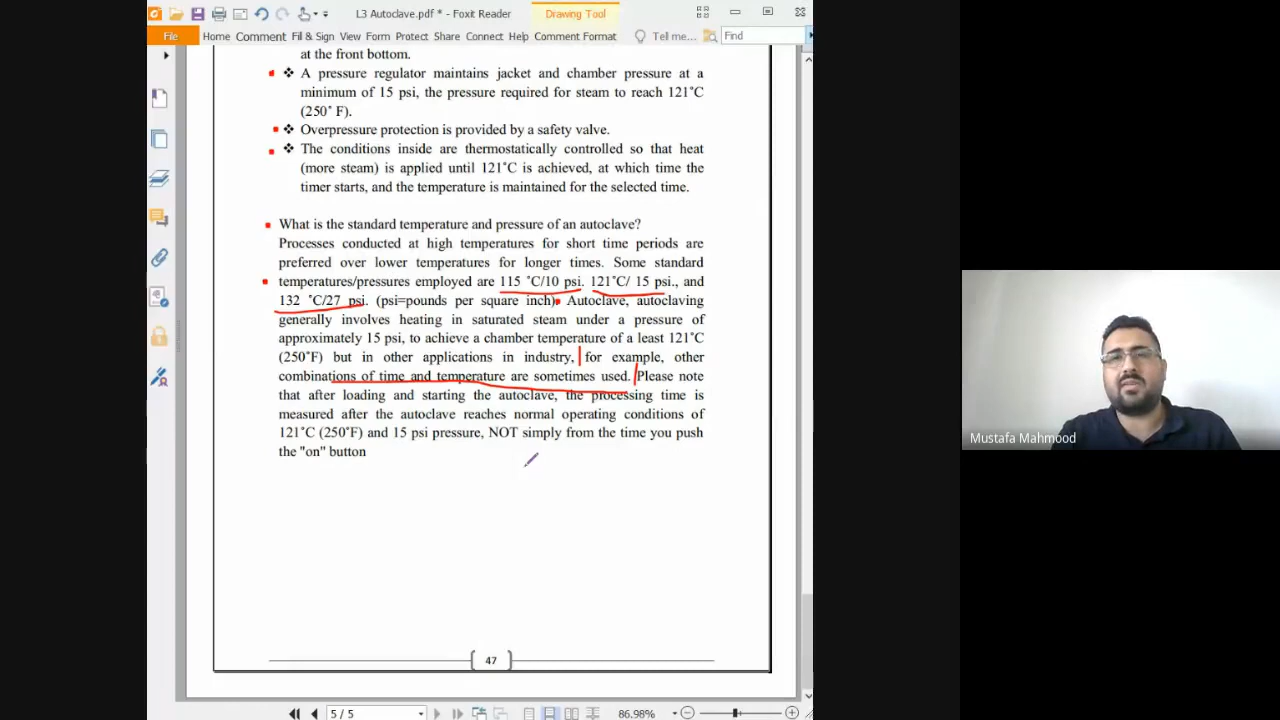 L3 Autoclave.pdf * - Foxit Reader
Drawing Tool
File Home Comment Fill & Sign View Form Protect Share Connect Help Comment Format Tell me... Find
at the front bottom.
❖ A pressure regulator maintains jacket and chamber pressure at a
minimum of 15 psi, the pressure required for steam to reach 121˚C
(250˚ F).
❖ Overpressure protection is provided by a safety valve.
❖ The conditions inside are thermostatically controlled so that heat
(more steam) is applied until 121˚C is achieved, at which time the
timer starts, and the temperature is maintained for the selected time.
What is the standard temperature and pressure of an autoclave?
Processes conducted at high temperatures for short time periods are
preferred over lower temperatures for longer times. Some standard
temperatures/pressures employed are 115 ˚C/10 psi. 121˚C/ 15 psi., and
132 ˚C/27 psi. (psi=pounds per square inch). Autoclave, autoclaving
generally involves heating in saturated steam under a pressure of
approximately 15 psi, to achieve a chamber temperature of a least 121˚C
(250˚F) but in other applications in industry, for example, other
combinations of time and temperature are sometimes used. Please note
that after loading and starting the autoclave, the processing time is
measured after the autoclave reaches normal operating conditions of
121˚C (250˚F) and 15 psi pressure, NOT simply from the time you push
the "on" button
47
5 / 5
86.98%
Mustafa Mahmood